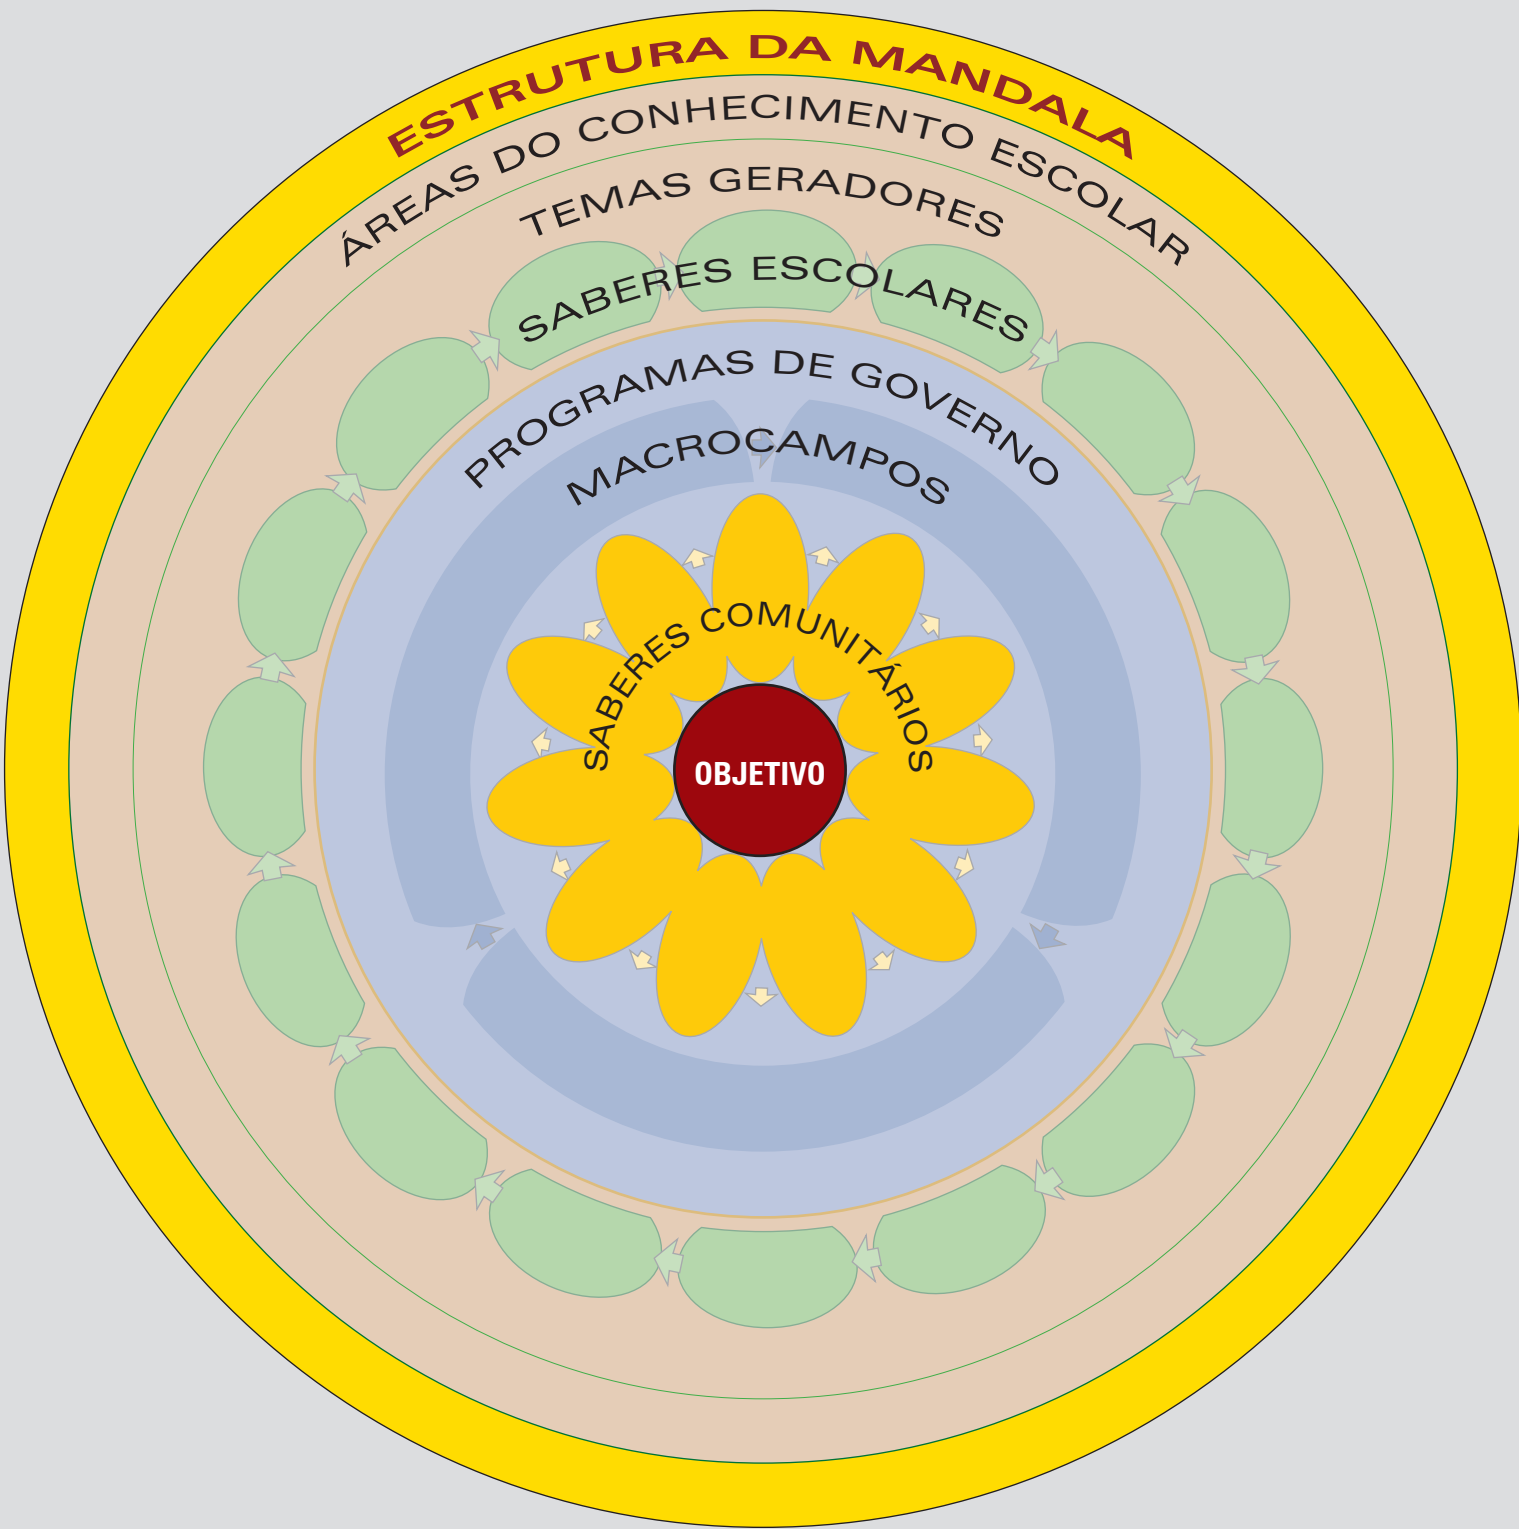 ESTRUTURA DA MANDALA
ÁREAS DO CONHECIMENTO ESCOLAR
TEMAS GERADORES
SABERES ESCOLARES
PROGRAMAS DE GOVERNO
MACROCAMPOS
SABERES COMUNITÁRIOS
OBJETIVO